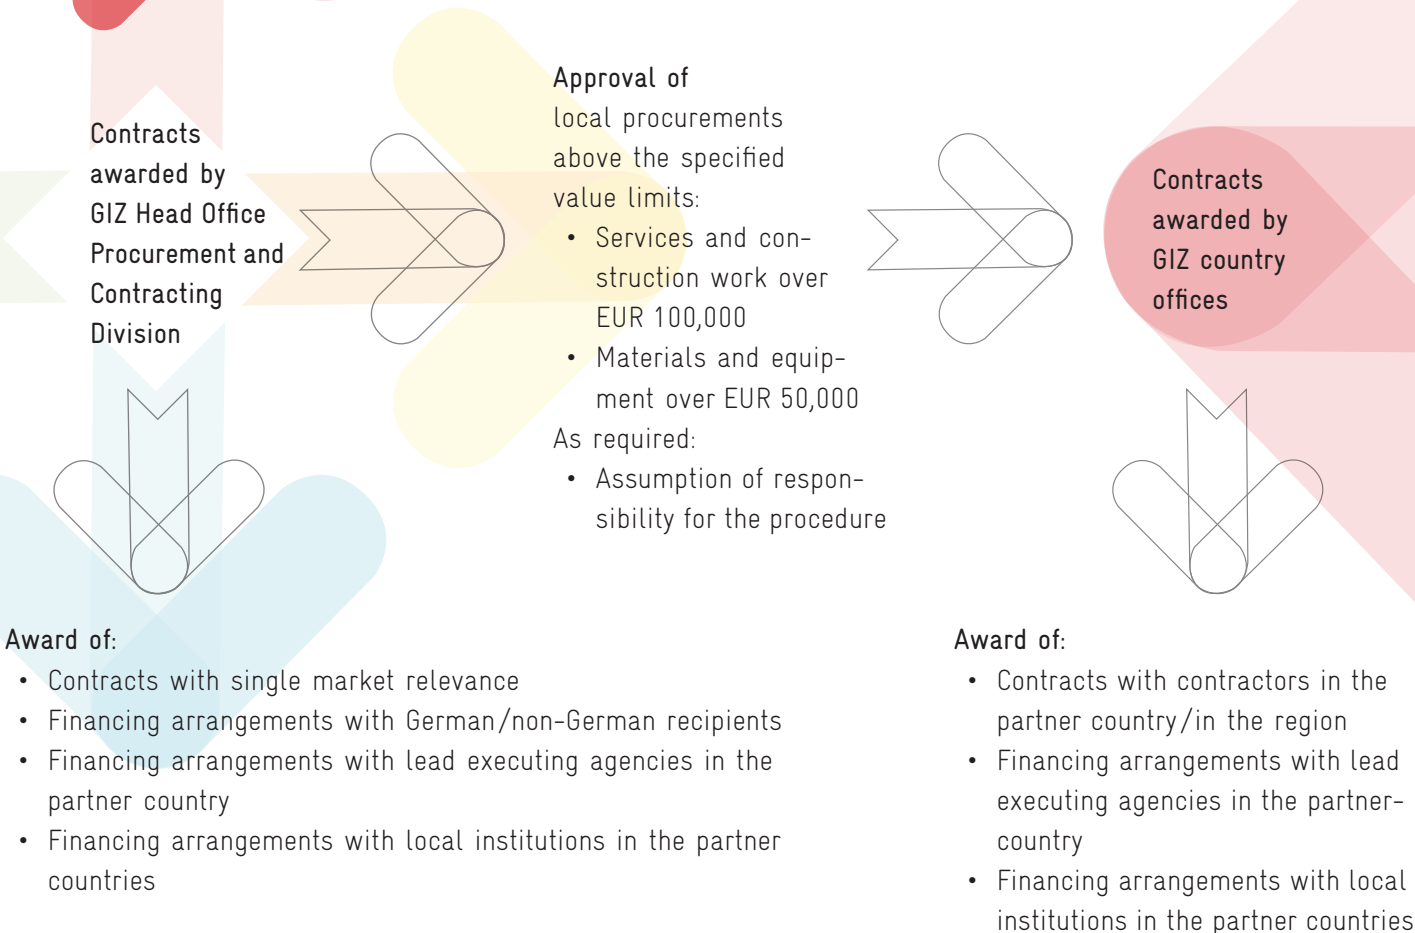 Contracts
awarded by
GIZ Head Office
Procurement and
Contracting
Division
Approval of
local procurements
above the specified
value limits:
• Services and con-
struction work over
EUR 100,000
• Materials and equip-
ment over EUR 50,000
As required:
• Assumption of respon-
sibility for the procedure
Contracts
awarded by
GIZ country
offices
Award of:
• Contracts with single market relevance
• Financing arrangements with German/non-German recipients
• Financing arrangements with lead executing agencies in the
partner country
• Financing arrangements with local institutions in the partner
countries
Award of:
• Contracts with contractors in the
partner country/in the region
• Financing arrangements with lead
executing agencies in the partner-
country
• Financing arrangements with local
institutions in the partner countries